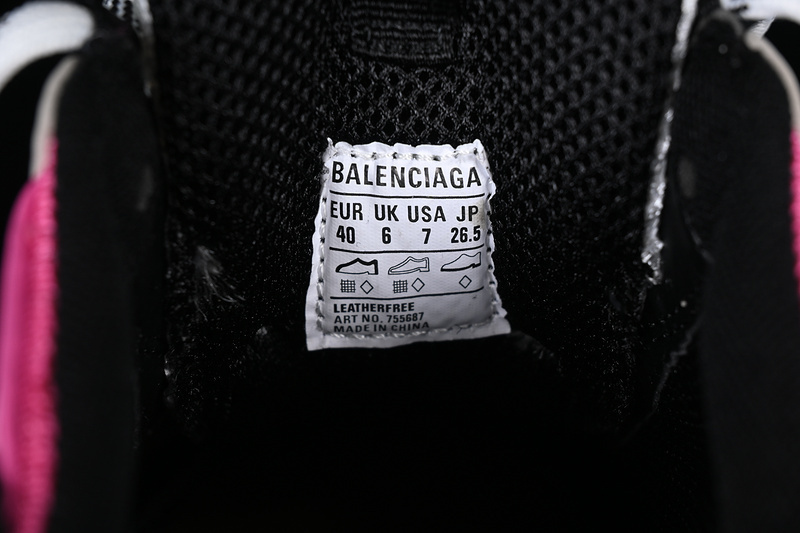 BALENCIAGA
EUR UK USA JP
40 6 7 26.5
LEATHERFREE
ART NO. 755687
MADE IN CHINA